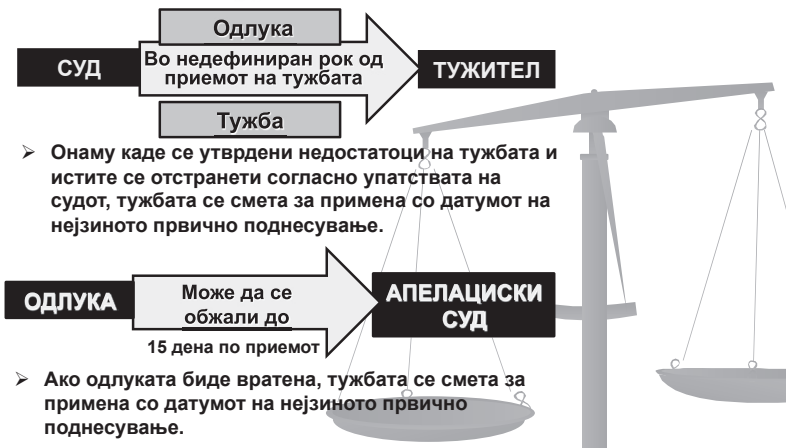 Одлука
СУД
Во недефиниран рок од
приемот на тужбата
ТУЖИТЕЛ
Тужба
➢ Онаму каде се утврдени недостатоци на тужбата и
истите се отстранети согласно упатствата на
судот, тужбата се смета за примена со датумот на
нејзиното првично поднесување.
ОДЛУКА
Може да се
обжали до
15 дена по приемот
АПЕЛАЦИСКИ
СУД
➢ Ако одлуката биде вратена, тужбата се смета за
примена со датумот на нејзиното првично
поднесување.